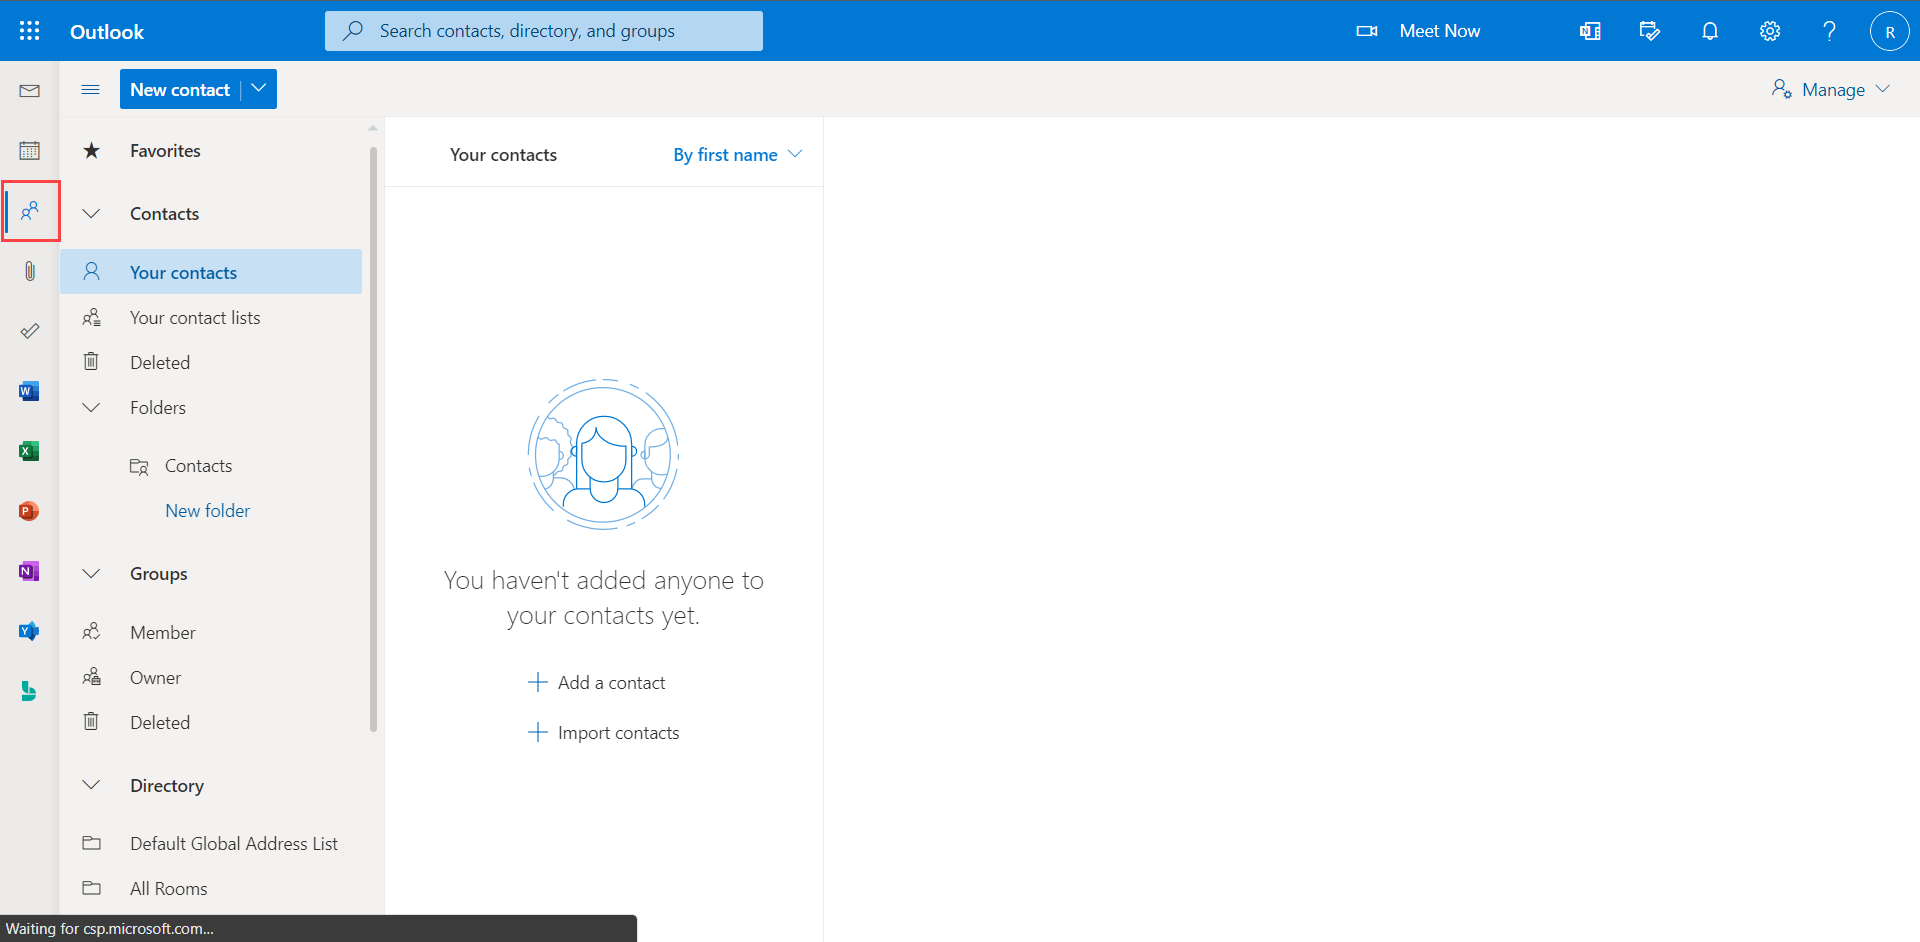 Outlook
Search contacts, directory, and groups
Meet Now
R
New contact
Manage
Favorites
Contacts
Your contacts
Your contact lists
Deleted
Folders
Contacts
New folder
Groups
Member
Owner
Deleted
Directory
Default Global Address List
All Rooms
Your contacts
By first name
You haven't added anyone to
your contacts yet.
Add a contact
Import contacts
W
X
P
N
Y
Waiting for csp.microsoft.com...